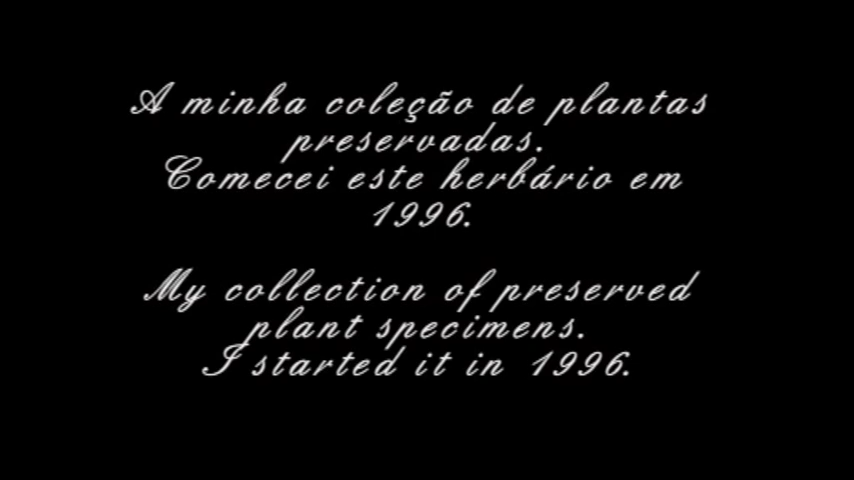 A minha coleção de plantas
preservadas.
Comecei este herbário em
1996.
My collection of preserved
plant specimens.
I started it in 1996.